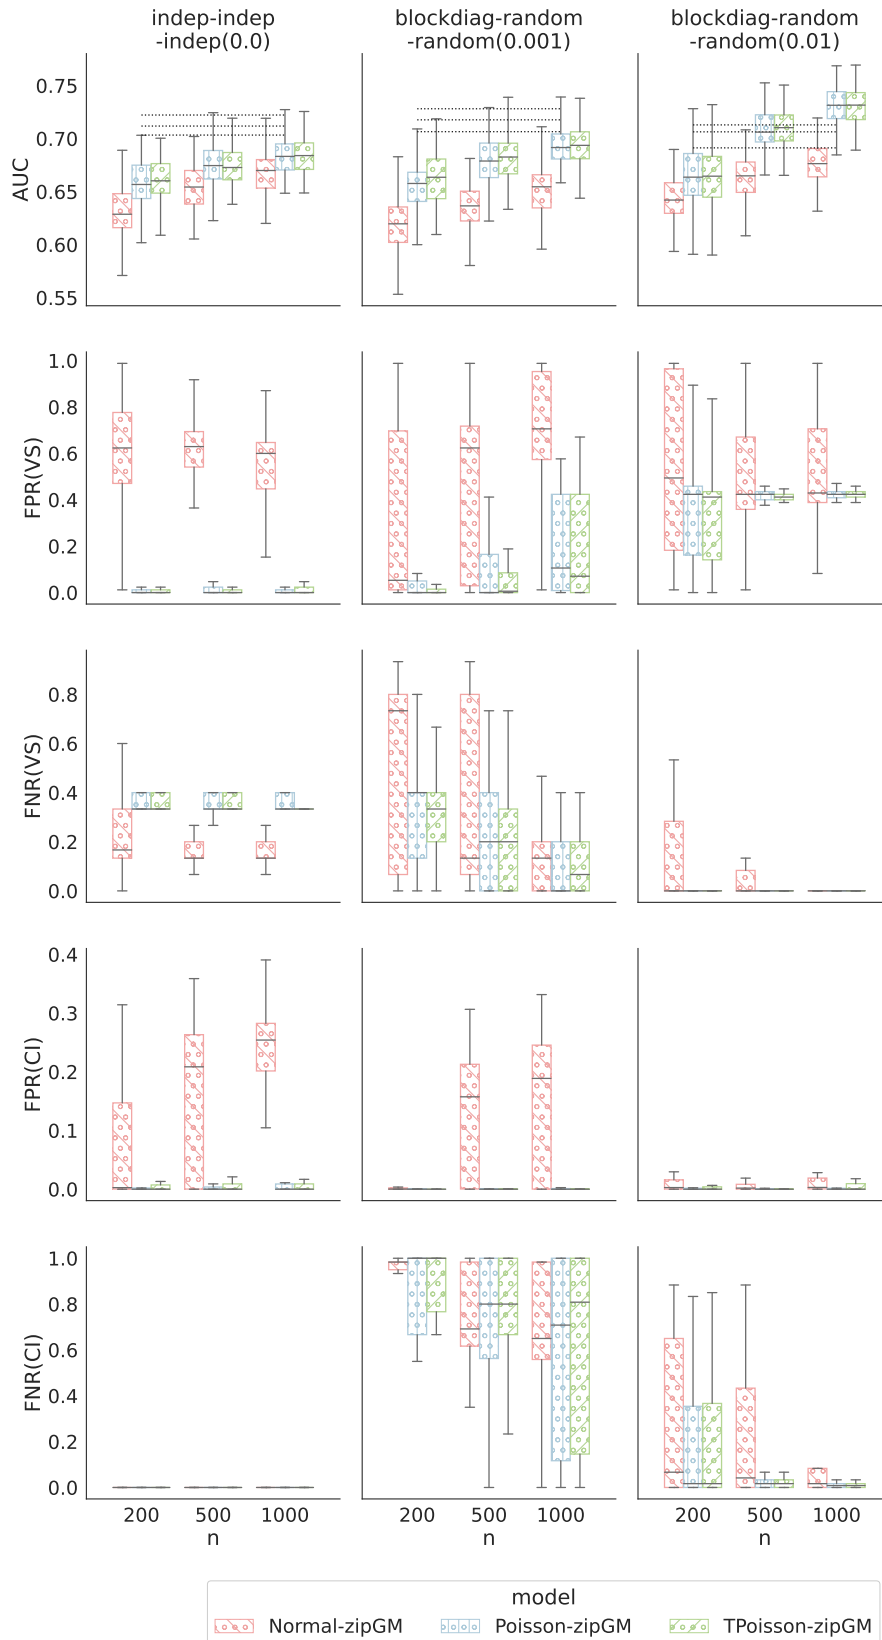 indep-indep
-indep(0.0)
blockdiag-random
-random(0.001)
blockdiag-random
-random(0.01)
AUC
0.75
0.70
0.65
0.60
0.55
FPR(VS)
1.0
0.8
0.6
0.4
0.2
0.0
FNR(VS)
0.8
0.6
0.4
0.2
0.0
FPR(CI)
0.4
0.3
0.2
0.1
0.0
FNR(CI)
1.0
0.8
0.6
0.4
0.2
0.0
200 500 1000
n
200 500 1000
n
200 500 1000
n
model
Normal-zipGM Poisson-zipGM TPoisson-zipGM